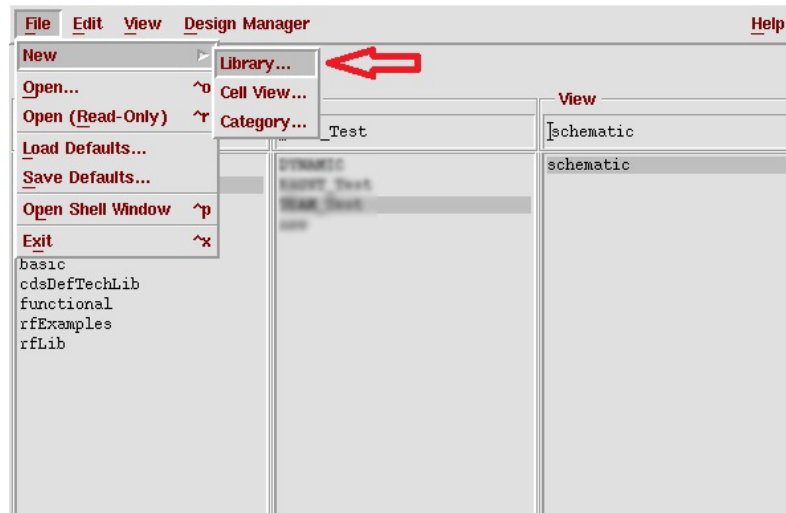 File Edit View Design Manager Help
New
Library...
Open... ^o
Cell View...
View
Open (Read-Only) ^r
Category...
_Test
schematic
Load Defaults...
schematic
Save Defaults...
Open Shell Window ^p
Exit ^x
basic
cdsDefTechLib
functional
rfExamples
rfLib